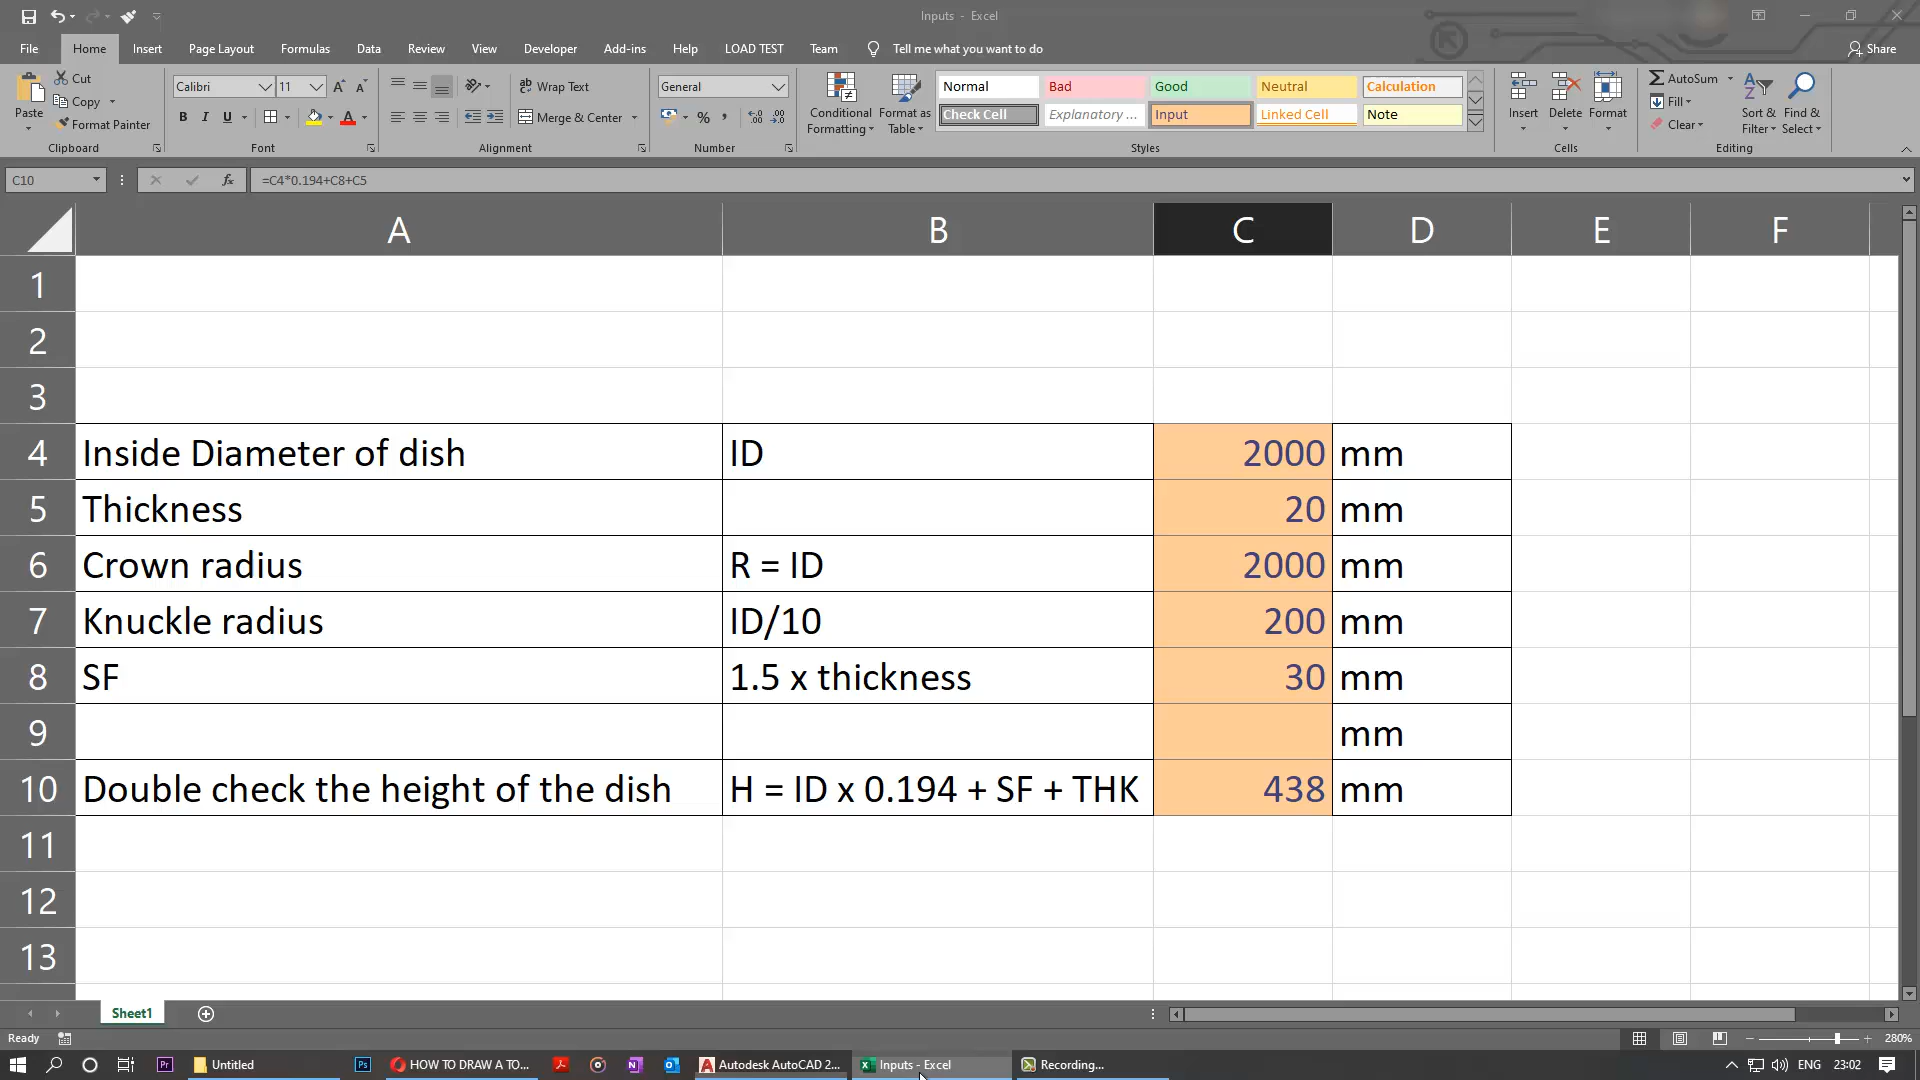 Inputs - Excel
File Home Insert Page Layout Formulas Data Review View Developer Add-ins Help LOAD TEST Team Tell me what you want to do Share
Paste
Cut
Copy
Format Painter
Clipboard
Calibri 11
B I U A
Font
Wrap Text
Merge & Center
Alignment
General
%
Number
Conditional Formatting
Format as Table
Normal Bad Good Neutral Calculation
Check Cell Explanatory ... Input Linked Cell Note
Styles
Insert Delete Format
Cells
AutoSum
Fill
Clear
Sort & Filter
Find & Select
Editing
C10 fx =C4*0.194+C8+C5
A B C D E F
1
2
3
4 Inside Diameter of dish ID 2000 mm
5 Thickness 20 mm
6 Crown radius R = ID 2000 mm
7 Knuckle radius ID/10 200 mm
8 SF 1.5 x thickness 30 mm
9 mm
10 Double check the height of the dish H = ID x 0.194 + SF + THK 438 mm
11
12
13
Sheet1
Ready 280%
Pr Untitled Ps HOW TO DRAW A TO... N Autodesk AutoCAD 2... Inputs - Excel Recording... ENG 23:02